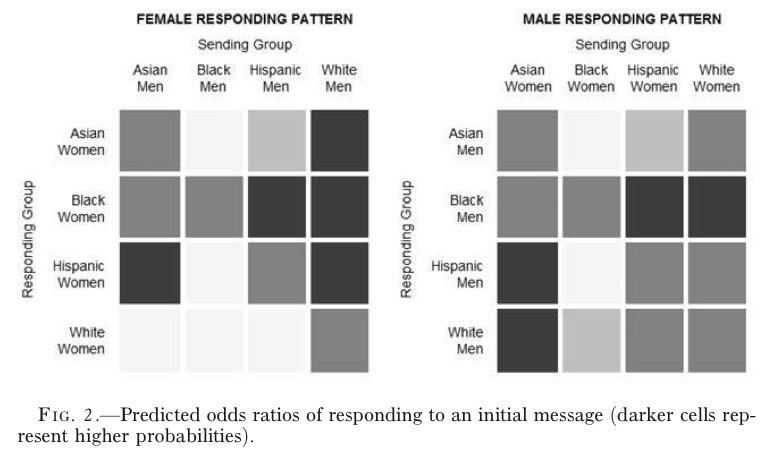 FEMALE RESPONDING PATTERN
Sending Group
Asian Men
Black Men
Hispanic Men
White Men
Responding Group
Asian Women
Black Women
Hispanic Women
White Women
MALE RESPONDING PATTERN
Sending Group
Asian Women
Black Women
Hispanic Women
White Women
Responding Group
Asian Men
Black Men
Hispanic Men
White Men
FIG. 2.—Predicted odds ratios of responding to an initial message (darker cells rep-
resent higher probabilities).